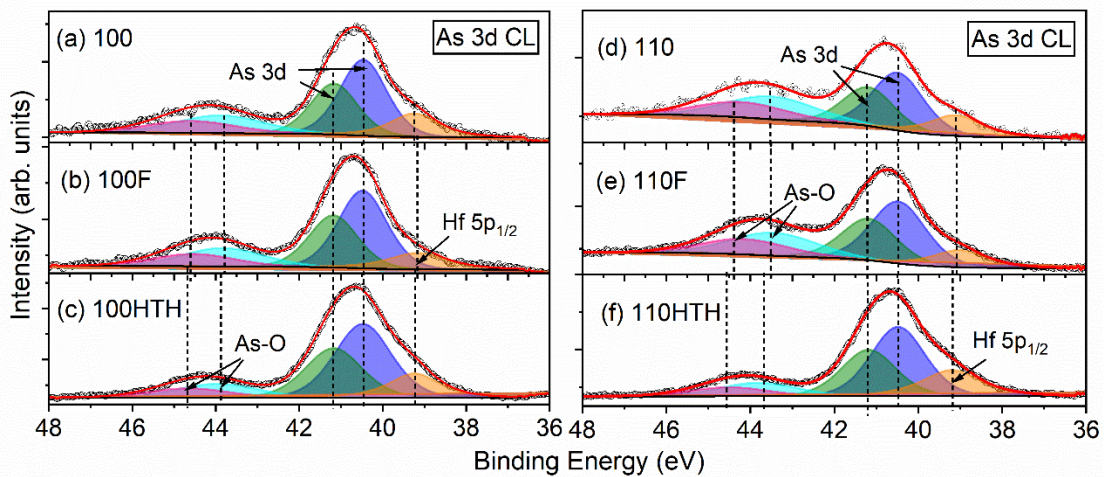 Intensity (arb. units)
(a) 100
As 3d CL
As 3d
(b) 100F
Hf 5p1/2
(c) 100HTH
As-O
48 46 44 42 40 38 36
(d) 110
As 3d CL
As 3d
(e) 110F
As-O
(f) 110HTH
Hf 5p1/2
48 46 44 42 40 38 36
Binding Energy (eV)